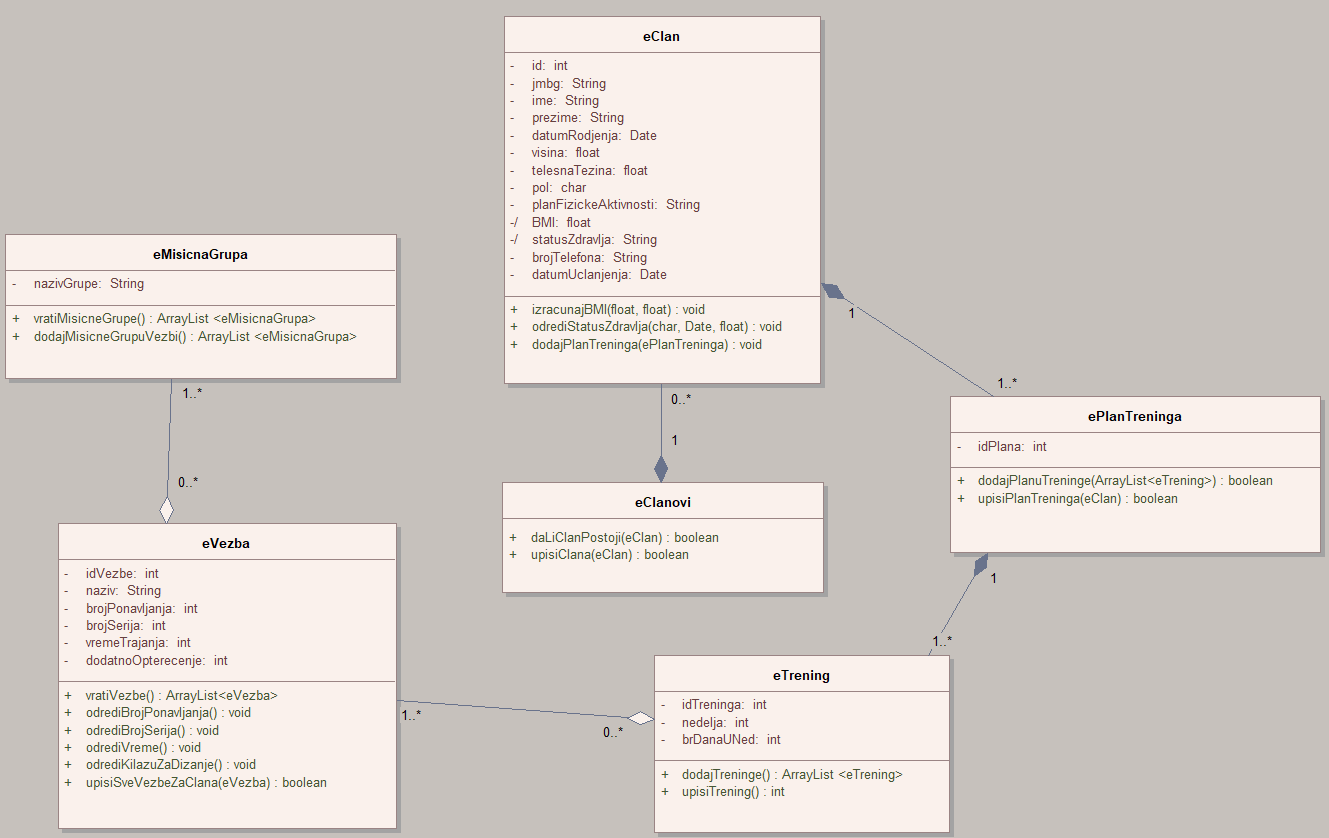 eClan
- id: int
- jmbg: String
- ime: String
- prezime: String
- datumRodjenja: Date
- visina: float
- telesnaTezina: float
- pol: char
- planFizickeAktivnosti: String
-/ BMI: float
-/ statusZdravlja: String
- brojTelefona: String
- datumUclanjenja: Date
+ izracunajBMI(float, float) : void
+ odrediStatusZdravlja(char, Date, float) : void
+ dodajPlanTreninga(ePlanTreninga) : void
eMisicnaGrupa
- nazivGrupe: String
+ vratiMisicneGrupe() : ArrayList <eMisicnaGrupa>
+ dodajMisicneGrupuVezbi() : ArrayList <eMisicnaGrupa>
1
1..*
1..*
0..*
0..*
1
ePlanTreninga
- idPlana: int
+ dodajPlanuTreninge(ArrayList<eTrening>) : boolean
+ upisiPlanTreninga(eClan) : boolean
eClanovi
+ daLiClanPostoji(eClan) : boolean
+ upisiClana(eClan) : boolean
eVezba
- idVezbe: int
- naziv: String
- brojPonavljanja: int
- brojSerija: int
- vremeTrajanja: int
- dodatnoOpterecenje: int
+ vratiVezbe() : ArrayList<eVezba>
+ odrediBrojPonavljanja() : void
+ odrediBrojSerija() : void
+ odrediVreme() : void
+ odrediKilazuZaDizanje() : void
+ upisiSveVezbeZaClana(eVezba) : boolean
1
1..*
1..*
0..*
eTrening
- idTreninga: int
- nedelja: int
- brDanaUNed: int
+ dodajTreninge() : ArrayList <eTrening>
+ upisiTrening() : int